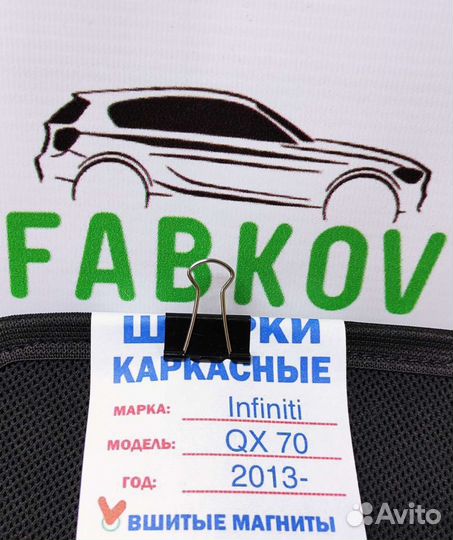 FABKOV
КАРКАСНЫЕ
МАРКА: Infiniti
МОДЕЛЬ: QX 70
ГОД: 2013-
ВШИТЫЕ МАГНИТЫ
Avito